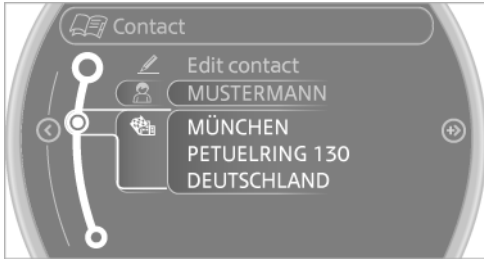 Contact
Edit contact
MUSTERMANN
MÜNCHEN
PETUELRING 130
DEUTSCHLAND